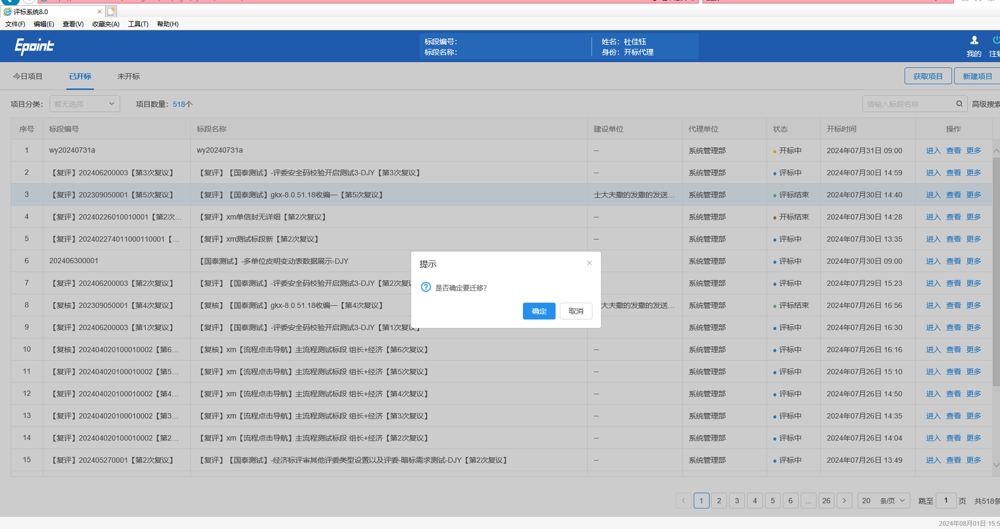 评标系统8.0
文件(F) 编辑(E) 查看(V) 收藏夹(A) 工具(T) 帮助(H)
Epoint
标段编号：
标段名称：
姓名：杜佳钰
身份：开标代理
我的 注销
今日项目 已开标 未开标 获取项目 新建项目
项目分类： 暂无选择 项目数量：518个 请输入标段名称 高级搜索
序号 标段编号 标段名称 建设单位 代理单位 状态 开标时间 操作
1 wy20240731a wy20240731a -- 系统管理部 开标中 2024年07月31日 09:00 进入 查看 更多
2 【复评】202406200003【第3次复议】 【复评】【国泰测试】-评委安全码校验开启测试3-DJY【第3次复议】 -- 系统管理部 评标中 2024年07月30日 14:59 进入 查看 更多
3 【复评】202309050001【第5次复议】 【复评】【国泰测试】gkx-8.0.51.18收编一【第5次复议】 士大夫撒的发撒的发送... 系统管理部 评标结束 2024年07月30日 14:40 进入 查看 更多
4 【复评】20240226010010001【第2次... 【复评】xm单信封无详细【第2次复议】 -- 系统管理部 开标结束 2024年07月30日 14:28 进入 查看 更多
5 【复评】202402274011000110001【... 【复评】xm测试标段新【第2次复议】 -- 系统管理部 评标中 2024年07月30日 13:35 进入 查看 更多
6 202406300001 【国泰测试】-多单位皮明变动表数据展示-DJY 系统管理部 评标中 2024年07月30日 09:00 进入 查看 更多
7 【复评】202406200003【第2次复议】 【复评】【国泰测试】-评委安全码校验开启测试3-DJY【第2次复议 系统管理部 评标中 2024年07月29日 15:23 进入 查看 更多
8 【复核】202309050001【第4次复议】 【复核】【国泰测试】gkx-8.0.51.18收编一【第4次复议】 大夫撒的发撒的发送... 系统管理部 评标结束 2024年07月26日 16:56 进入 查看 更多
9 【复评】202406200003【第1次复议】 【复评】【国泰测试】-评委安全码校验开启测试3-DJY【第1次复议】 系统管理部 评标中 2024年07月26日 16:30 进入 查看 更多
10 【复核】202404020100010002【第6... 【复核】xm【流程点击导航】主流程测试标段 组长+经济【第6次复议】 -- 系统管理部 评标中 2024年07月26日 16:16 进入 查看 更多
11 【复评】202404020100010002【第5... 【复评】xm【流程点击导航】主流程测试标段 组长+经济【第5次复议】 -- 系统管理部 评标中 2024年07月26日 15:10 进入 查看 更多
12 【复评】202404020100010002【第4... 【复评】xm【流程点击导航】主流程测试标段 组长+经济【第4次复议】 -- 系统管理部 评标中 2024年07月26日 14:50 进入 查看 更多
13 【复评】202404020100010002【第3... 【复评】xm【流程点击导航】主流程测试标段 组长+经济【第3次复议】 -- 系统管理部 评标中 2024年07月26日 14:35 进入 查看 更多
14 【复评】202404020100010002【第2... 【复评】xm【流程点击导航】主流程测试标段 组长+经济【第2次复议】 -- 系统管理部 评标中 2024年07月26日 14:04 进入 查看 更多
15 【复评】202405270001【第2次复议】 【复评】【国泰测试】-经济标评审其他评委类型设置以及评委-暗标需求测试-DJY【第2次复议】 -- 系统管理部 评标中 2024年07月26日 13:49 进入 查看 更多
提示
是否确定要迁移?
确定 取消
1 2 3 4 5 6 ... 26 20 条/页 跳至 1 页 共518条
2024年08月01日 15:5